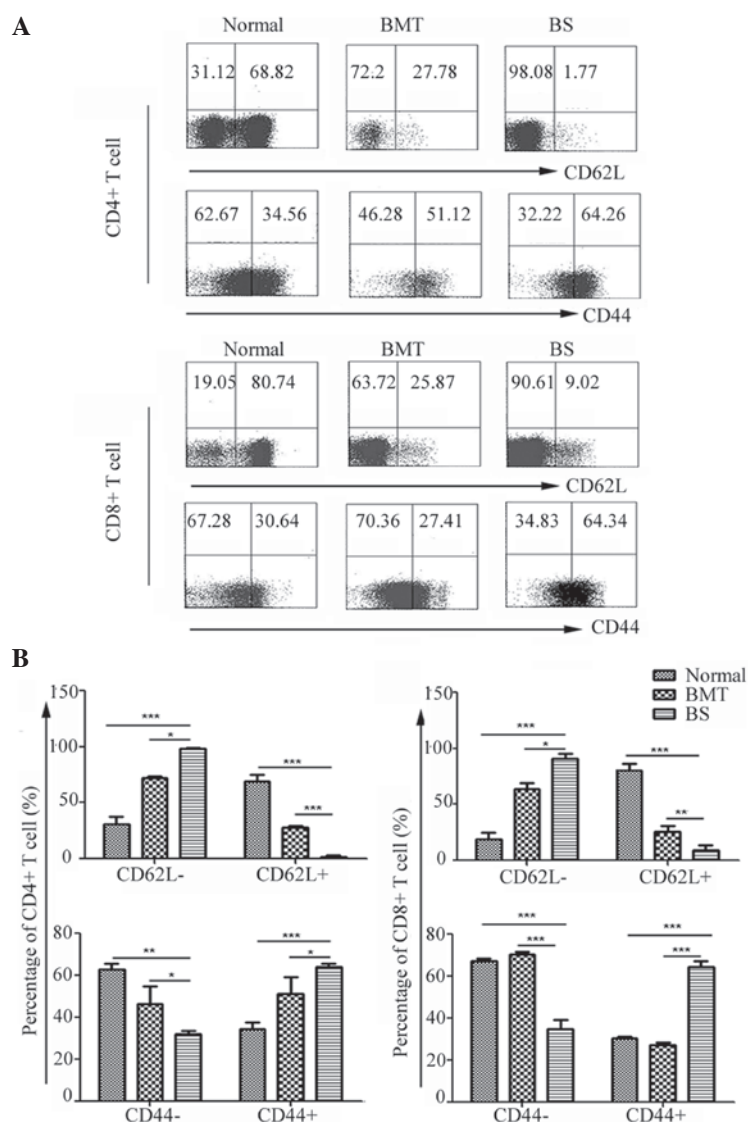 A
Normal BMT BS
31.12 68.82 72.2 27.78 98.08 1.77
CD62L
CD4+ T cell
62.67 34.56 46.28 51.12 32.22 64.26
CD44
Normal BMT BS
19.05 80.74 63.72 25.87 90.61 9.02
CD62L
CD8+ T cell
67.28 30.64 70.36 27.41 34.83 64.34
CD44
B
Normal
BMT
BS
Percentage of CD4+ T cell (%)
150
100
50
0
*** * *** ***
CD62L- CD62L+
80
60
40
20
0
** * *** *
CD44- CD44+
Percentage of CD8+ T cell (%)
150
100
50
0
*** * *** **
CD62L- CD62L+
80
60
40
20
0
*** *** *** ***
CD44- CD44+